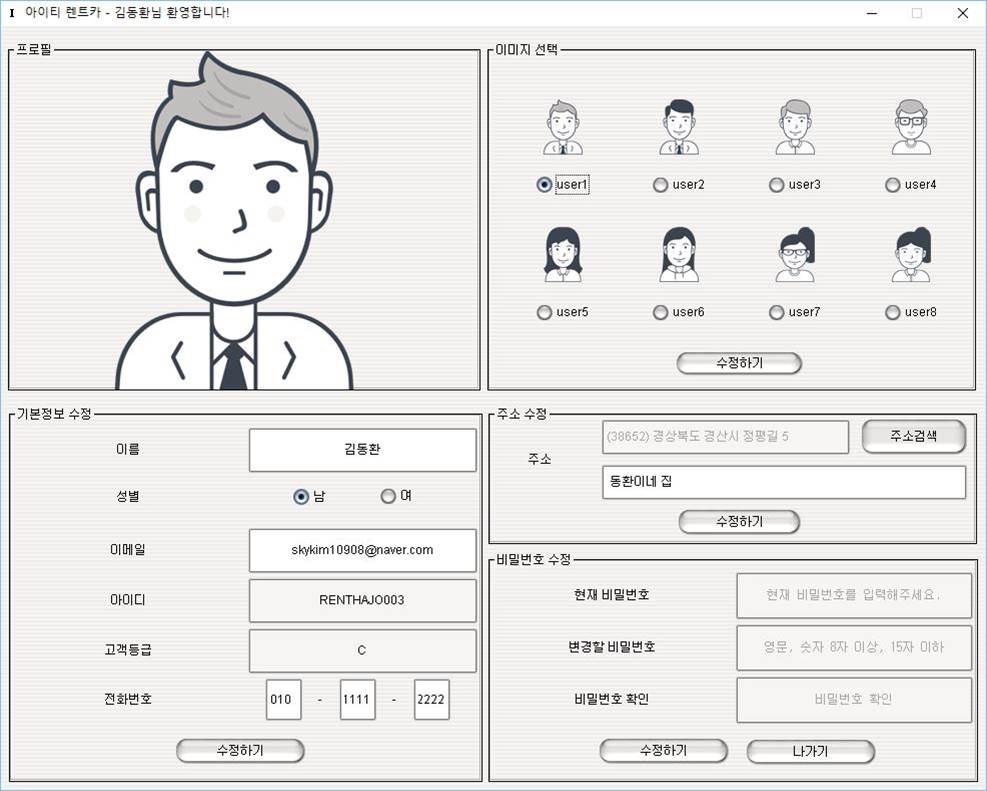 I 아이티 렌트카 - 김동환님 환영합니다!
프로필
이미지 선택
user1 user2 user3 user4
user5 user6 user7 user8
수정하기
기본정보 수정
이름 김동환
성별 남 여
이메일 skykim10908@naver.com
아이디 RENTHAJO003
고객등급 C
전화번호 010 - 1111 - 2222
수정하기
주소 수정
주소 (38652) 경상북도 경산시 정평길 5 주소검색
동환이네 집
수정하기
비밀번호 수정
현재 비밀번호 현재 비밀번호를 입력해주세요.
변경할 비밀번호 영문, 숫자 8자 이상, 15자 이하
비밀번호 확인 비밀번호 확인
수정하기 나가기